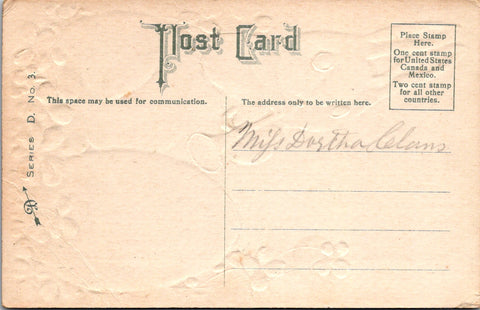 Post Card
Place Stamp
Here.
One cent stamp
for United States
Canada and
Mexico.
Two cent stamp
for all other
countries.
This space may be used for communication.
The address only to be written here.
Miss Dortha Clans
SERIES D. No. 3.